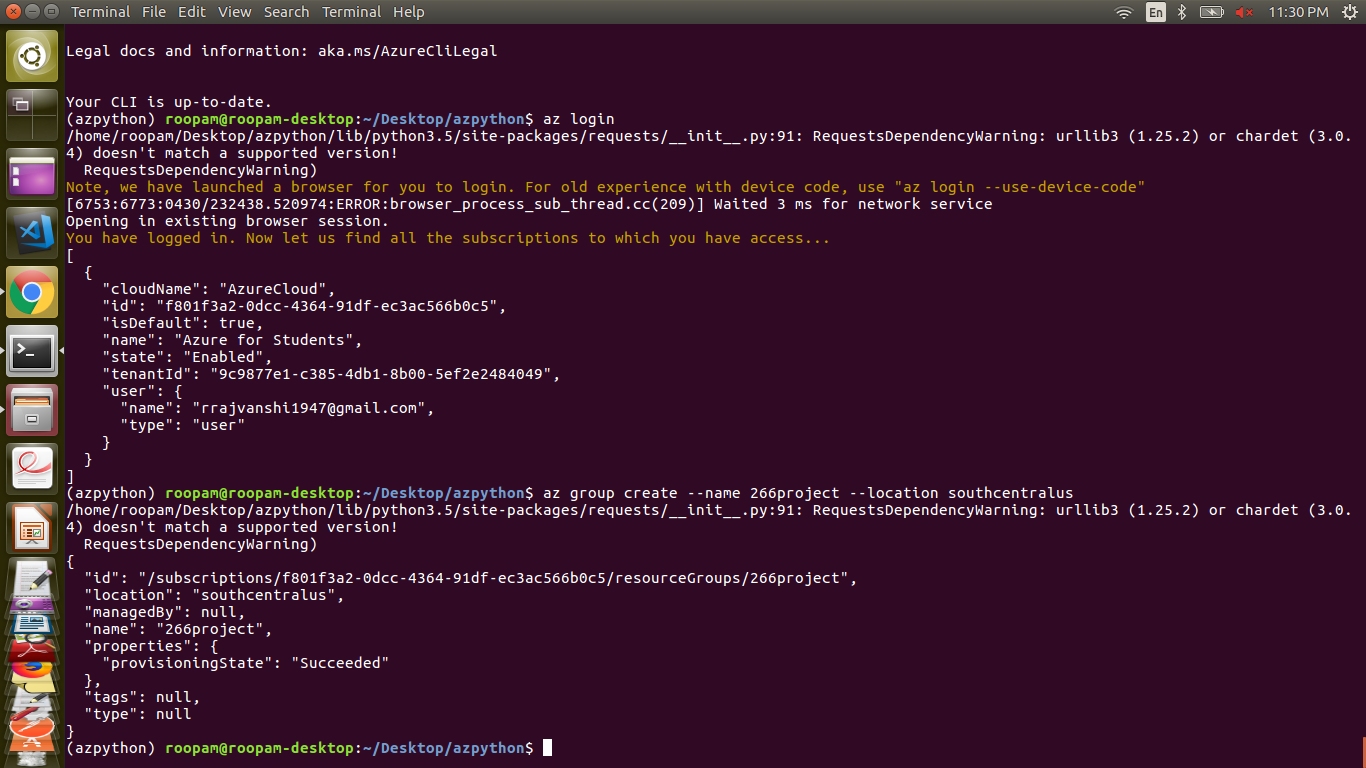 Terminal File Edit View Search Terminal Help
En 11:30 PM
Legal docs and information: aka.ms/AzureCliLegal
Your CLI is up-to-date.
(azpython) roopam@roopam-desktop:~/Desktop/azpython$ az login
/home/roopam/Desktop/azpython/lib/python3.5/site-packages/requests/__init__.py:91: RequestsDependencyWarning: urllib3 (1.25.2) or chardet (3.0.
4) doesn't match a supported version!
  RequestsDependencyWarning)
Note, we have launched a browser for you to login. For old experience with device code, use "az login --use-device-code"
[6753:6773:0430/232438.520974:ERROR:browser_process_sub_thread.cc(209)] Waited 3 ms for network service
Opening in existing browser session.
You have logged in. Now let us find all the subscriptions to which you have access...
[
  {
    "cloudName": "AzureCloud",
    "id": "f801f3a2-0dcc-4364-91df-ec3ac566b0c5",
    "isDefault": true,
    "name": "Azure for Students",
    "state": "Enabled",
    "tenantId": "9c9877e1-c385-4db1-8b00-5ef2e2484049",
    "user": {
      "name": "rrajvanshi1947@gmail.com",
      "type": "user"
    }
  }
]
(azpython) roopam@roopam-desktop:~/Desktop/azpython$ az group create --name 266project --location southcentralus
/home/roopam/Desktop/azpython/lib/python3.5/site-packages/requests/__init__.py:91: RequestsDependencyWarning: urllib3 (1.25.2) or chardet (3.0.
4) doesn't match a supported version!
  RequestsDependencyWarning)
{
  "id": "/subscriptions/f801f3a2-0dcc-4364-91df-ec3ac566b0c5/resourceGroups/266project",
  "location": "southcentralus",
  "managedBy": null,
  "name": "266project",
  "properties": {
    "provisioningState": "Succeeded"
  },
  "tags": null,
  "type": null
}
(azpython) roopam@roopam-desktop:~/Desktop/azpython$